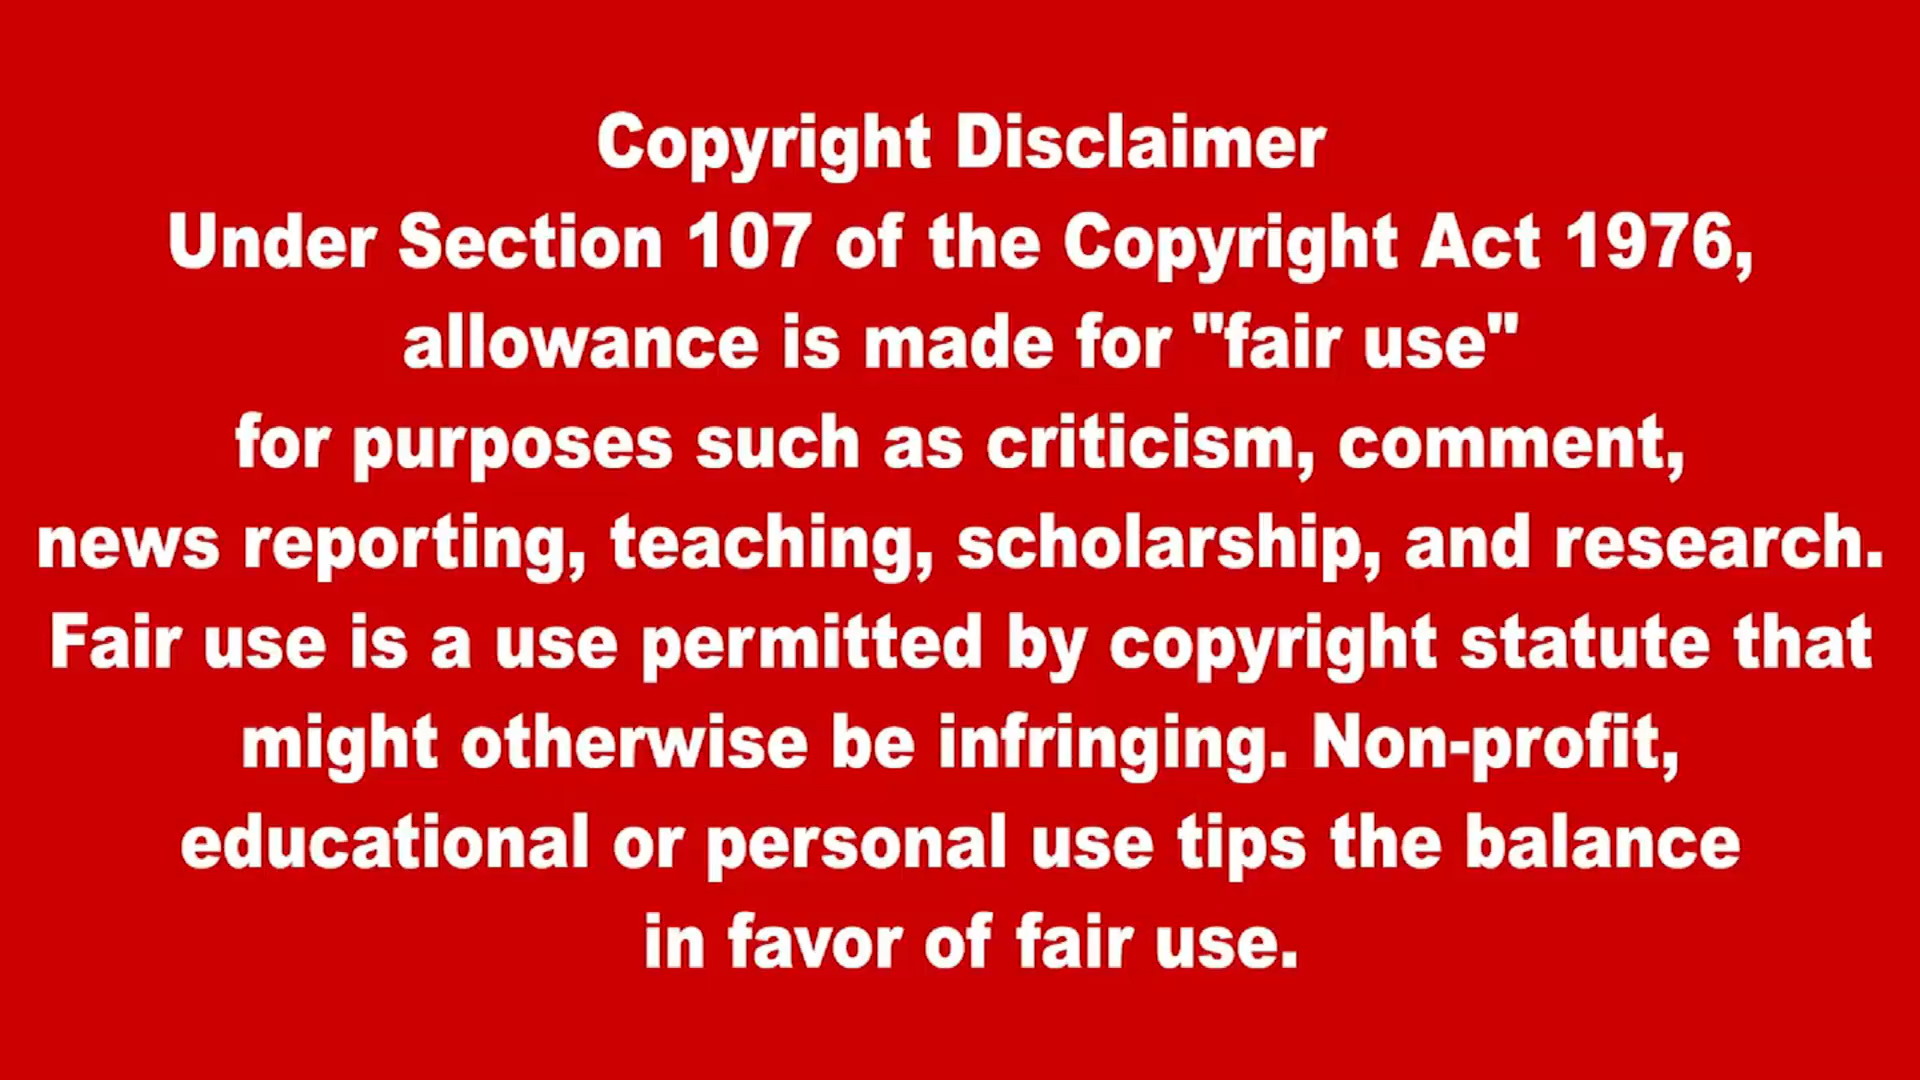 Copyright Disclaimer
Under Section 107 of the Copyright Act 1976,
allowance is made for "fair use"
for purposes such as criticism, comment,
news reporting, teaching, scholarship, and research.
Fair use is a use permitted by copyright statute that
might otherwise be infringing. Non-profit,
educational or personal use tips the balance
in favor of fair use.